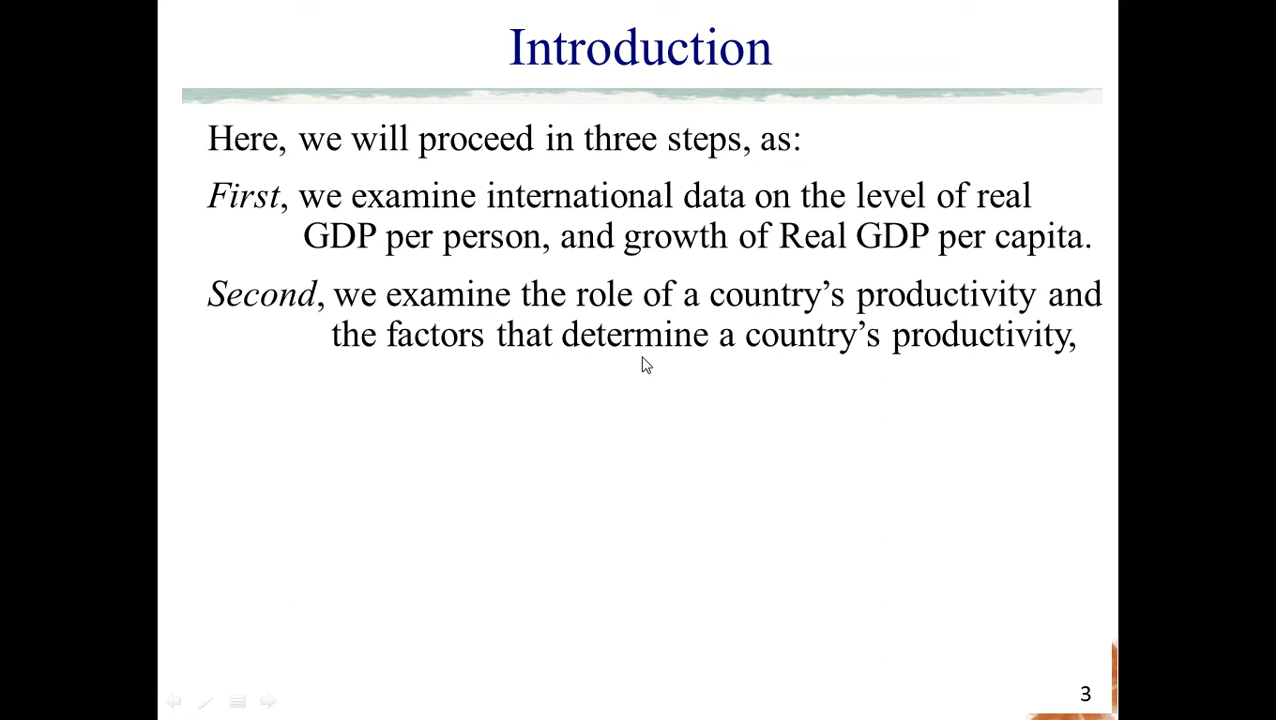 Introduction
Here, we will proceed in three steps, as:
First, we examine international data on the level of real
GDP per person, and growth of Real GDP per capita.
Second, we examine the role of a country’s productivity and
the factors that determine a country’s productivity,
3